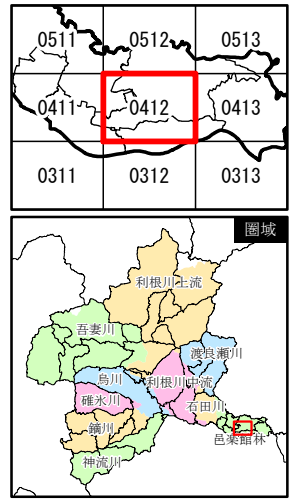 0511 0512 0513
0411 0412 0413
0311 0312 0313
圏域
利根川上流
吾妻川
渡良瀬川
烏川 利根川中流
碓氷川
石田川
鏑川
邑楽館林
神流川